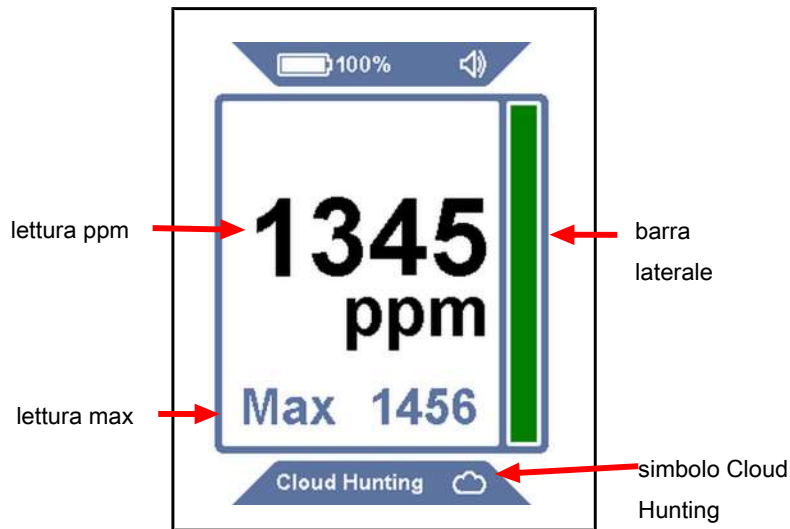 100%
lettura ppm
1345
ppm
barra
laterale
lettura max
Max 1456
Cloud Hunting
simbolo Cloud
Hunting